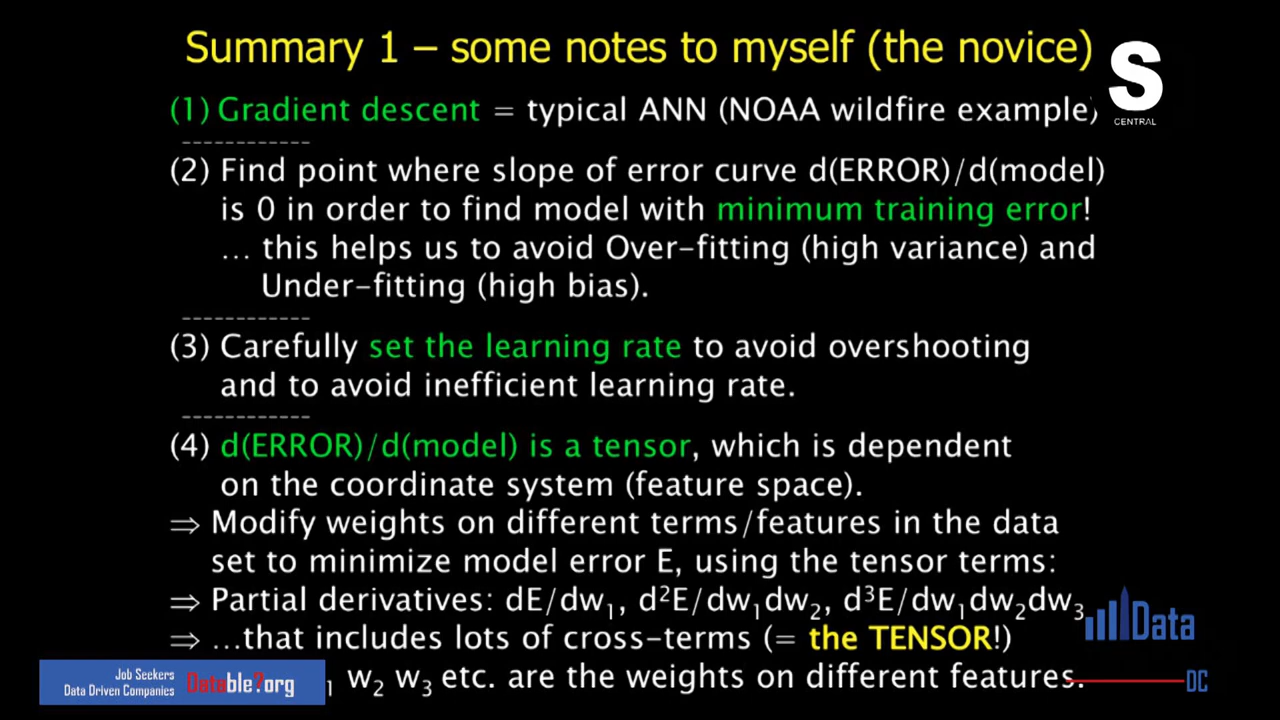 Summary 1 – some notes to myself (the novice)
S
CENTRAL
(1) Gradient descent = typical ANN (NOAA wildfire example)
------------
(2) Find point where slope of error curve d(ERROR)/d(model)
is 0 in order to find model with minimum training error!
… this helps us to avoid Over-fitting (high variance) and
Under-fitting (high bias).
------------
(3) Carefully set the learning rate to avoid overshooting
and to avoid inefficient learning rate.
------------
(4) d(ERROR)/d(model) is a tensor, which is dependent
on the coordinate system (feature space).
⇒ Modify weights on different terms/features in the data
set to minimize model error E, using the tensor terms:
⇒ Partial derivatives: dE/dw₁, d²E/dw₁dw₂, d³E/dw₁dw₂dw₃
⇒ …that includes lots of cross-terms (= the TENSOR!)
₁ w₂ w₃ etc. are the weights on different features.
Job Seekers
Data Driven Companies
Datable?org
Data
DC